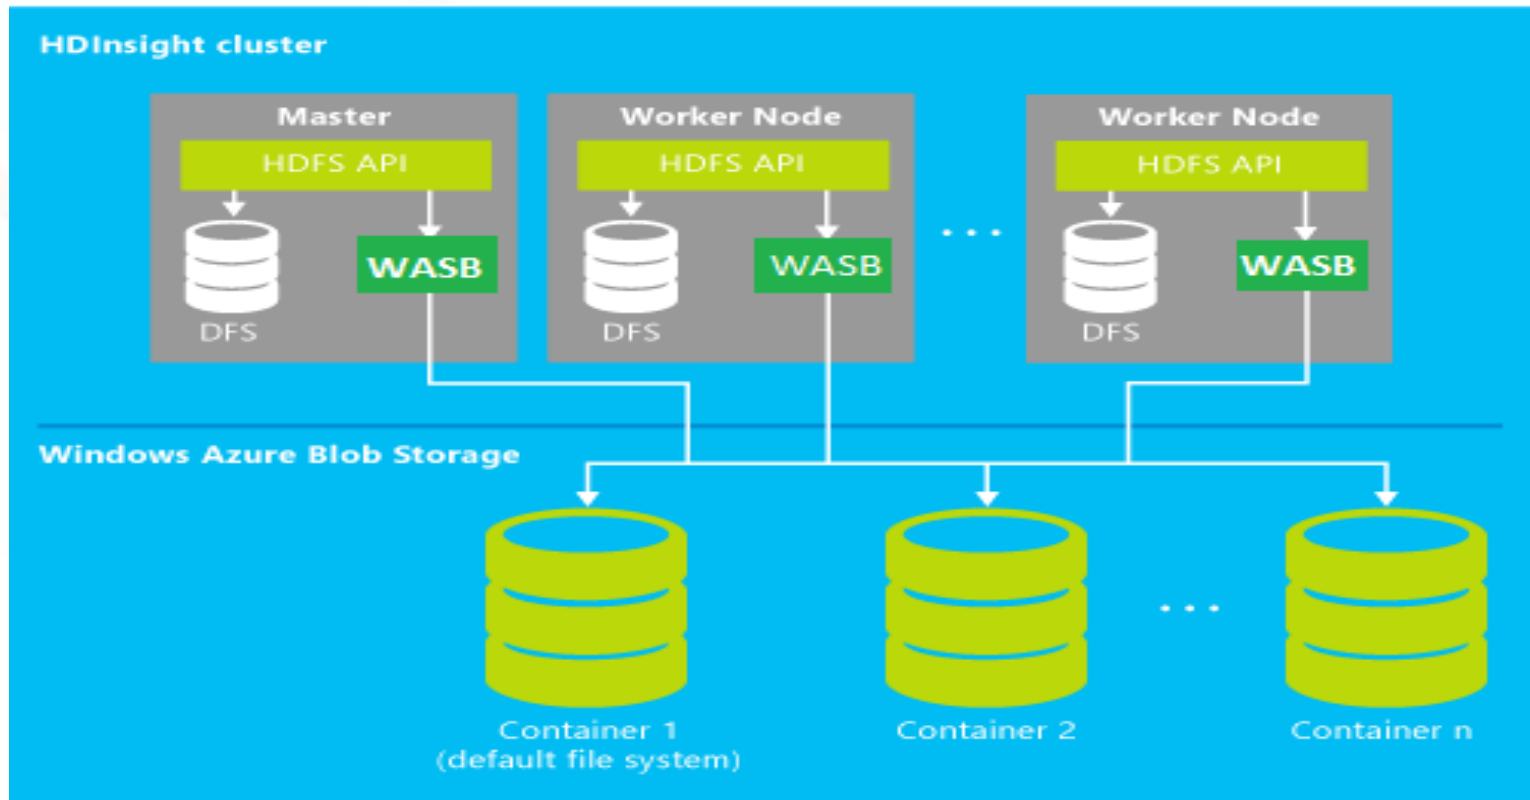 HDInsight cluster
Master
Worker Node
Worker Node
HDFS API
HDFS API
HDFS API
WASB
WASB
WASB
...
DFS
DFS
DFS
Windows Azure Blob Storage
...
Container 1
(default file system)
Container 2
Container n